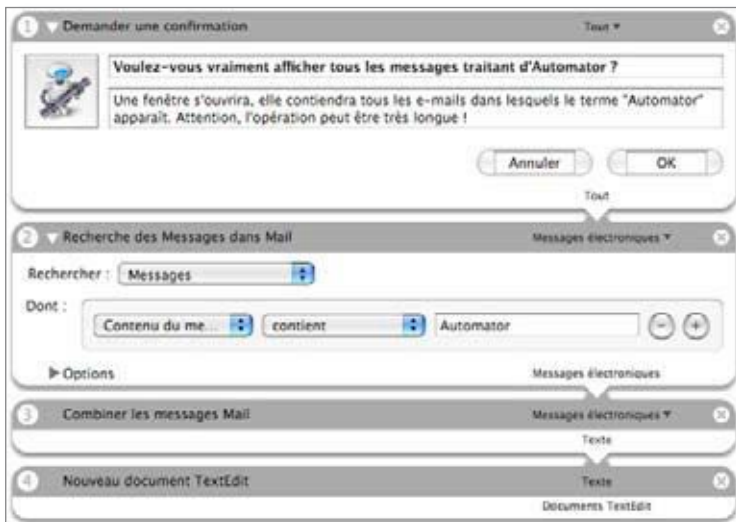 1 Demander une confirmation Tout
Voulez-vous vraiment afficher tous les messages traitant d'Automator ?
Une fenêtre s'ouvrira, elle contiendra tous les e-mails dans lesquels le terme "Automator"
apparaît. Attention, l'opération peut être très longue !
Annuler OK
Tout
2 Recherche des Messages dans Mail Messages électroniques
Rechercher : Messages
Dont :
Contenu du me... contient Automator
Options Messages électroniques
3 Combiner les messages Mail Messages électroniques
Texte
4 Nouveau document TextEdit Texte
Documents TextEdit